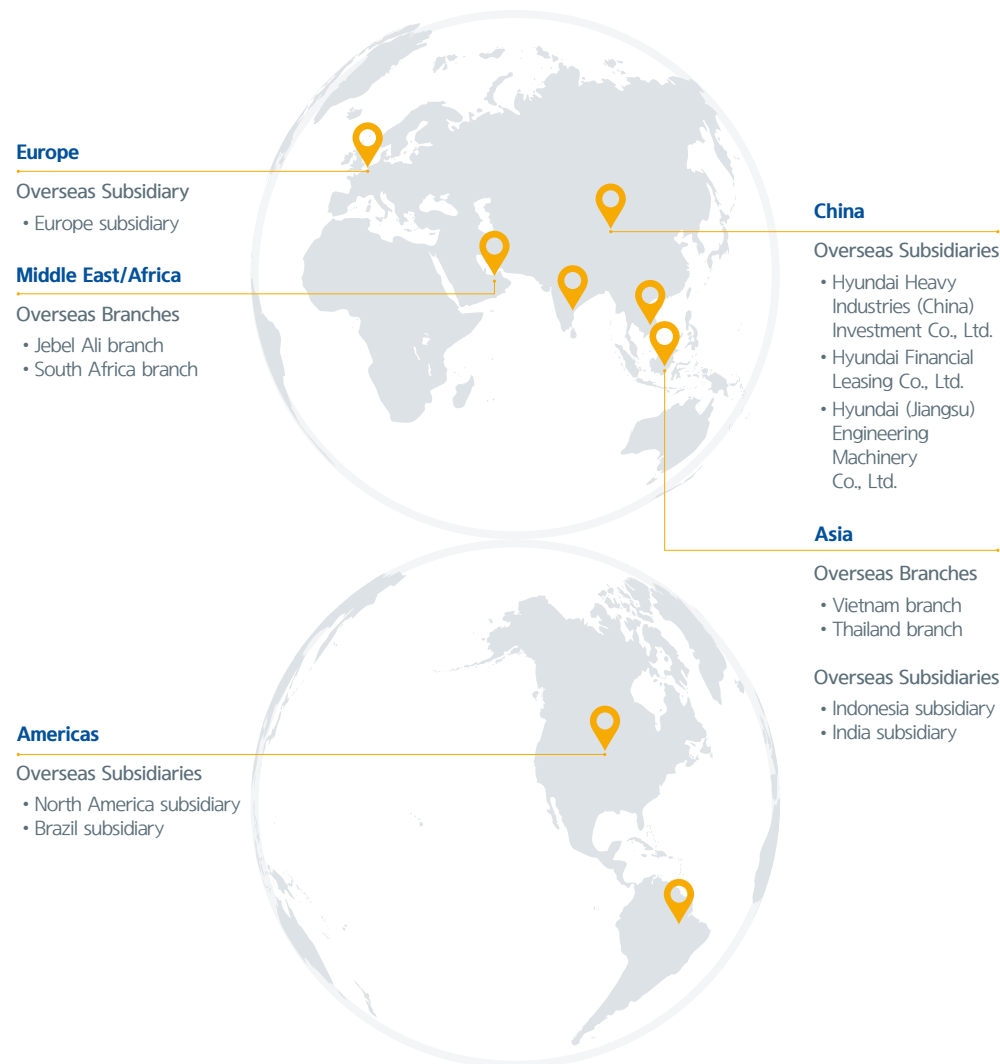 Europe
Overseas Subsidiary
• Europe subsidiary
Middle East/Africa
Overseas Branches
• Jebel Ali branch
• South Africa branch
China
Overseas Subsidiaries
• Hyundai Heavy
Industries (China)
Investment Co., Ltd.
• Hyundai Financial
Leasing Co., Ltd.
• Hyundai (Jiangsu)
Engineering
Machinery
Co., Ltd.
Asia
Overseas Branches
• Vietnam branch
• Thailand branch
Overseas Subsidiaries
• Indonesia subsidiary
• India subsidiary
Americas
Overseas Subsidiaries
• North America subsidiary
• Brazil subsidiary